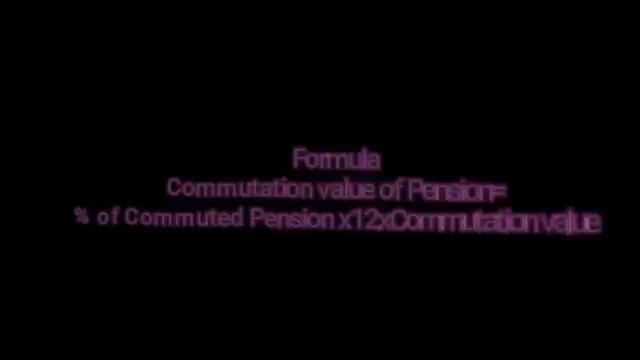 Formula
Commutation value of Pension=
% of Commuted Pension x12xCommutation value